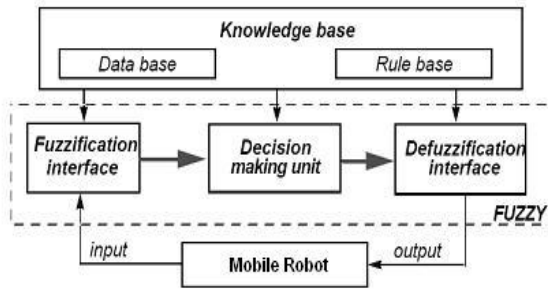 Knowledge base
Data base
Rule base
Fuzzification
interface
Decision
making unit
Defuzzification
interface
FUZZY
input
Mobile Robot
output